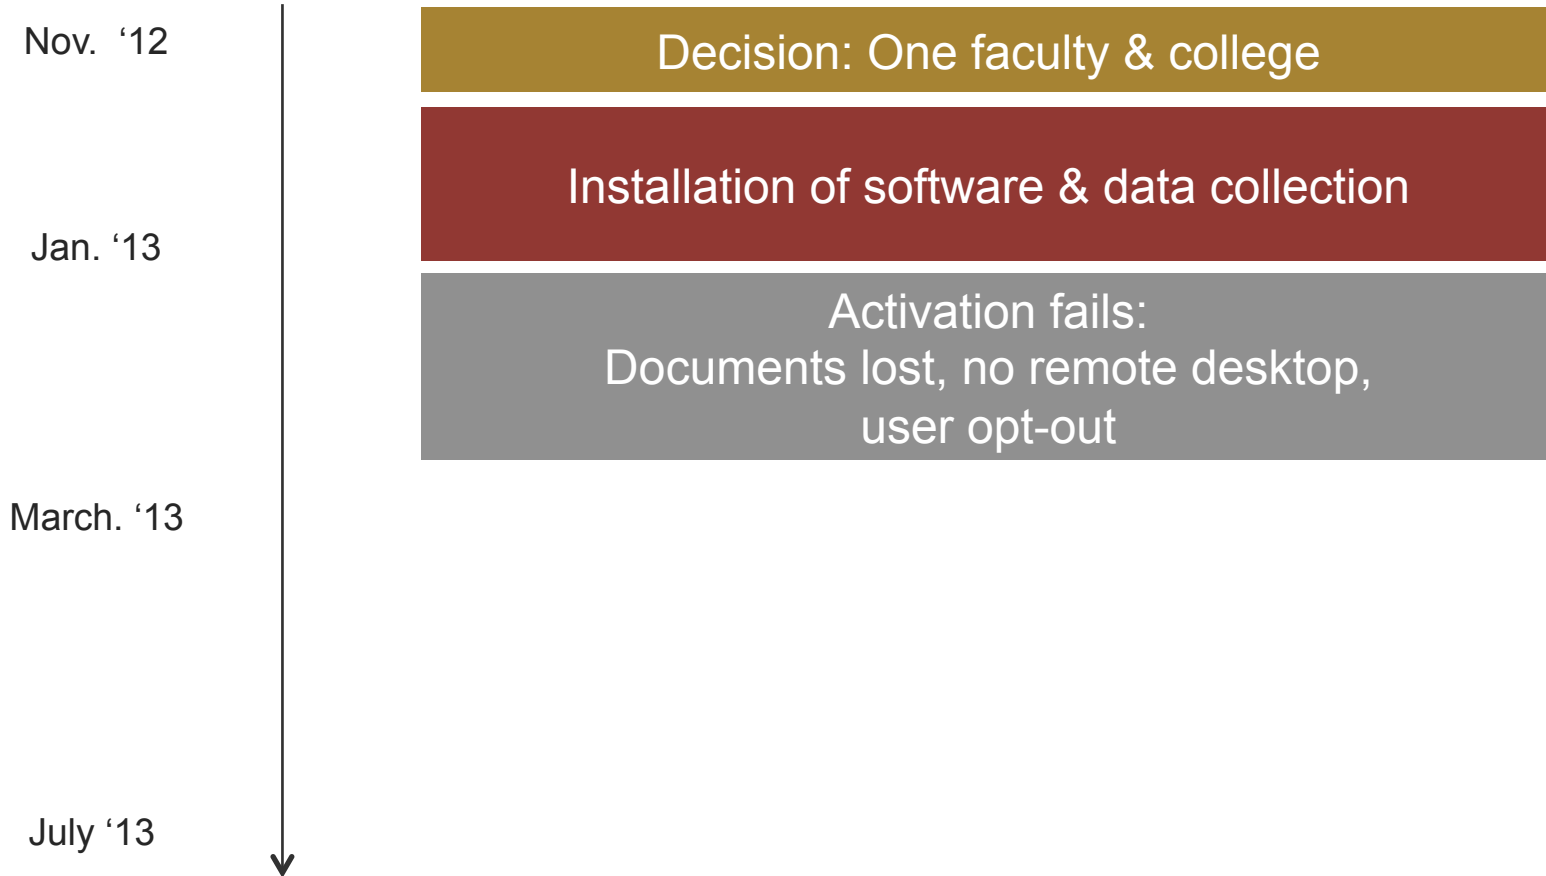 Nov.  ‘12
Decision: One faculty & college
Installation of software & data collection
Jan. ‘13
Activation fails:
Documents lost, no remote desktop,
user opt-out
March. ‘13
July ‘13